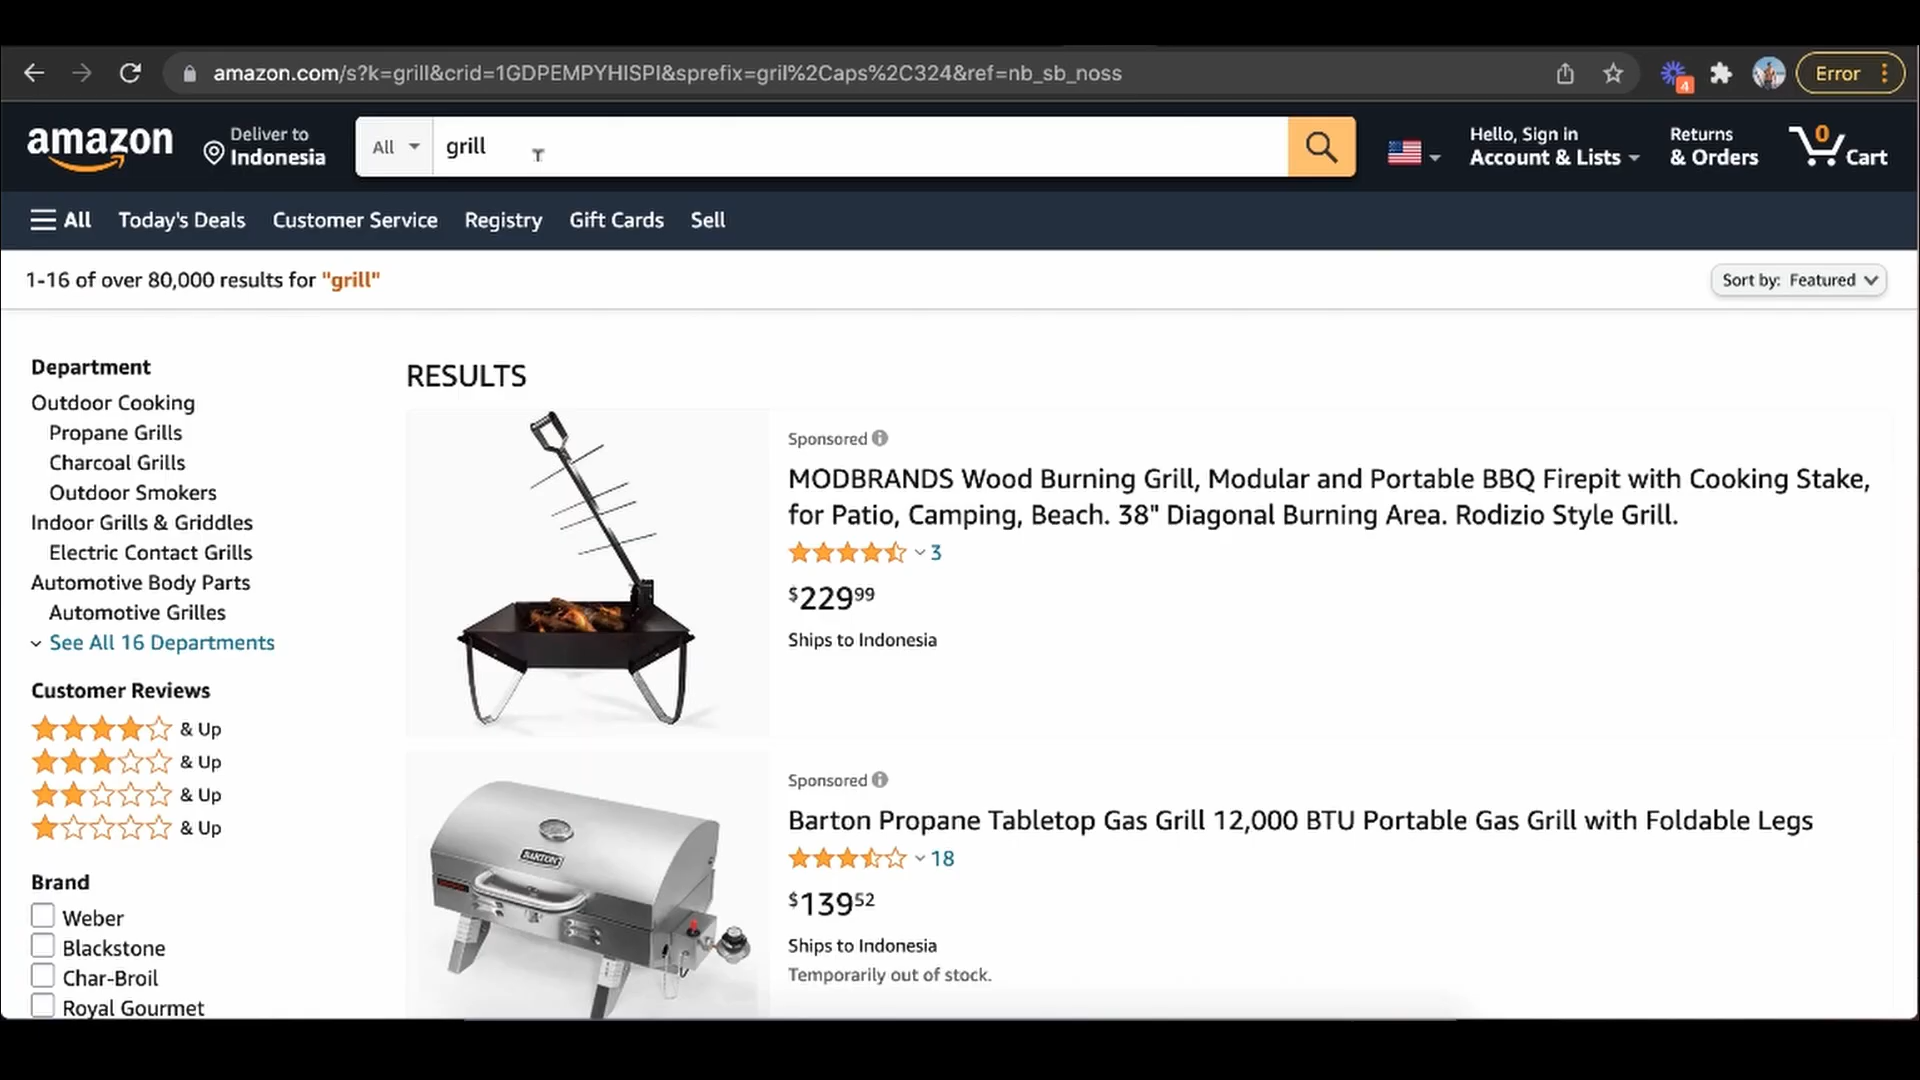 amazon.com/s?k=grill&crid=1GDPEMPYHISPI&sprefix=gril%2Caps%2C324&ref=nb_sb_noss
4
Error
amazon
Deliver to
Indonesia
All
grill
Hello, Sign in
Account & Lists
Returns
& Orders
0
Cart
All
Today's Deals
Customer Service
Registry
Gift Cards
Sell
1-16 of over 80,000 results for "grill"
Sort by: Featured
Department
Outdoor Cooking
Propane Grills
Charcoal Grills
Outdoor Smokers
Indoor Grills & Griddles
Electric Contact Grills
Automotive Body Parts
Automotive Grilles
See All 16 Departments
Customer Reviews
& Up
& Up
& Up
& Up
Brand
Weber
Blackstone
Char-Broil
Royal Gourmet
RESULTS
Sponsored
MODBRANDS Wood Burning Grill, Modular and Portable BBQ Firepit with Cooking Stake,
for Patio, Camping, Beach. 38" Diagonal Burning Area. Rodizio Style Grill.
3
$22999
Ships to Indonesia
BARTON
Sponsored
Barton Propane Tabletop Gas Grill 12,000 BTU Portable Gas Grill with Foldable Legs
18
$13952
Ships to Indonesia
Temporarily out of stock.